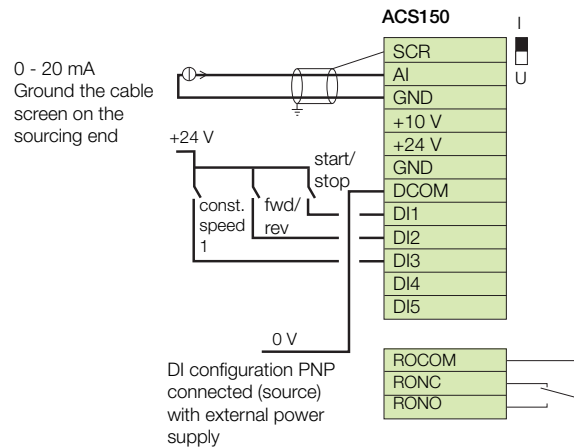 ACS150
I
U
0 - 20 mA
Ground the cable
screen on the
sourcing end
SCR
AI
GND
+10 V
+24 V
GND
DCOM
DI1
DI2
DI3
DI4
DI5
+24 V
start/
stop
fwd/
rev
const.
speed
1
0 V
DI configuration PNP
connected (source)
with external power
supply
ROCOM
RONC
RONO